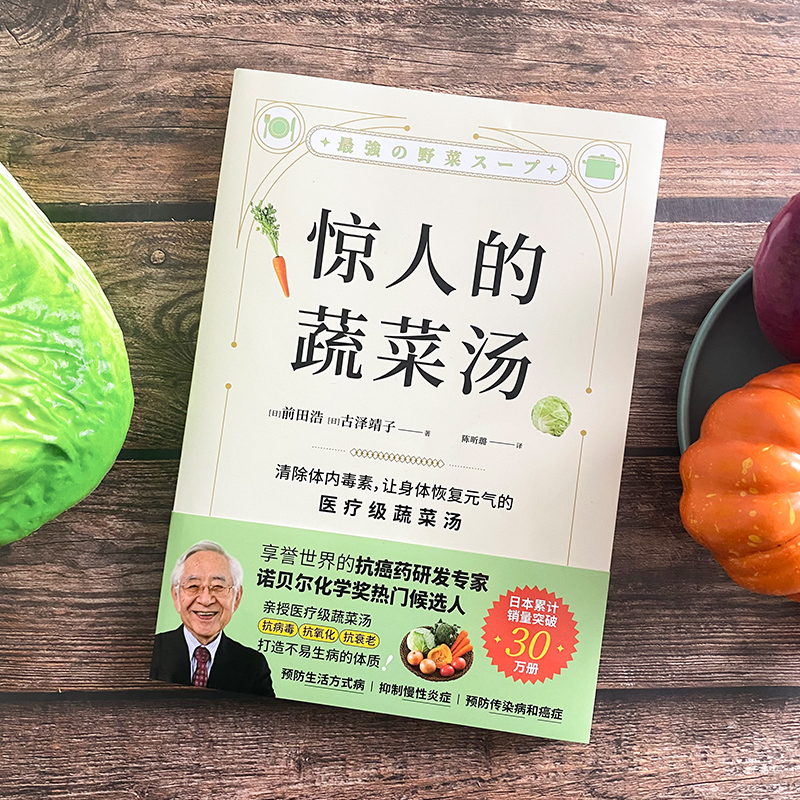 最強の野菜スープ
惊人的
蔬菜汤
[日]前田浩 [日]古泽靖子 —— 著 陈昕璐 —— 译
清除体内毒素，让身体恢复元气的
医疗级蔬菜汤
享誉世界的抗癌药研发专家
诺贝尔化学奖热门候选人
亲授医疗级蔬菜汤
抗病毒 抗氧化 抗衰老
打造不易生病的体质！
日本累计
销量突破
30
万册
预防生活方式病 | 抑制慢性炎症 | 预防传染病和癌症